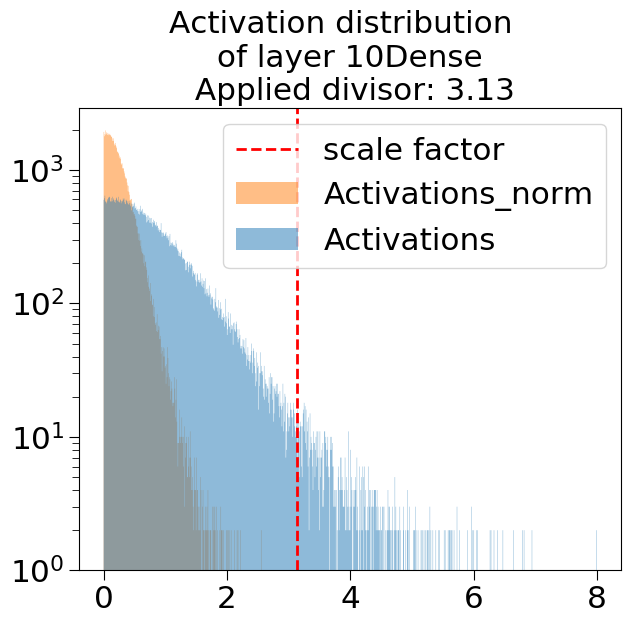 Activation distribution
of layer 10Dense
Applied divisor: 3.13
scale factor
Activations_norm
Activations
10³
10²
10¹
10⁰
0 2 4 6 8